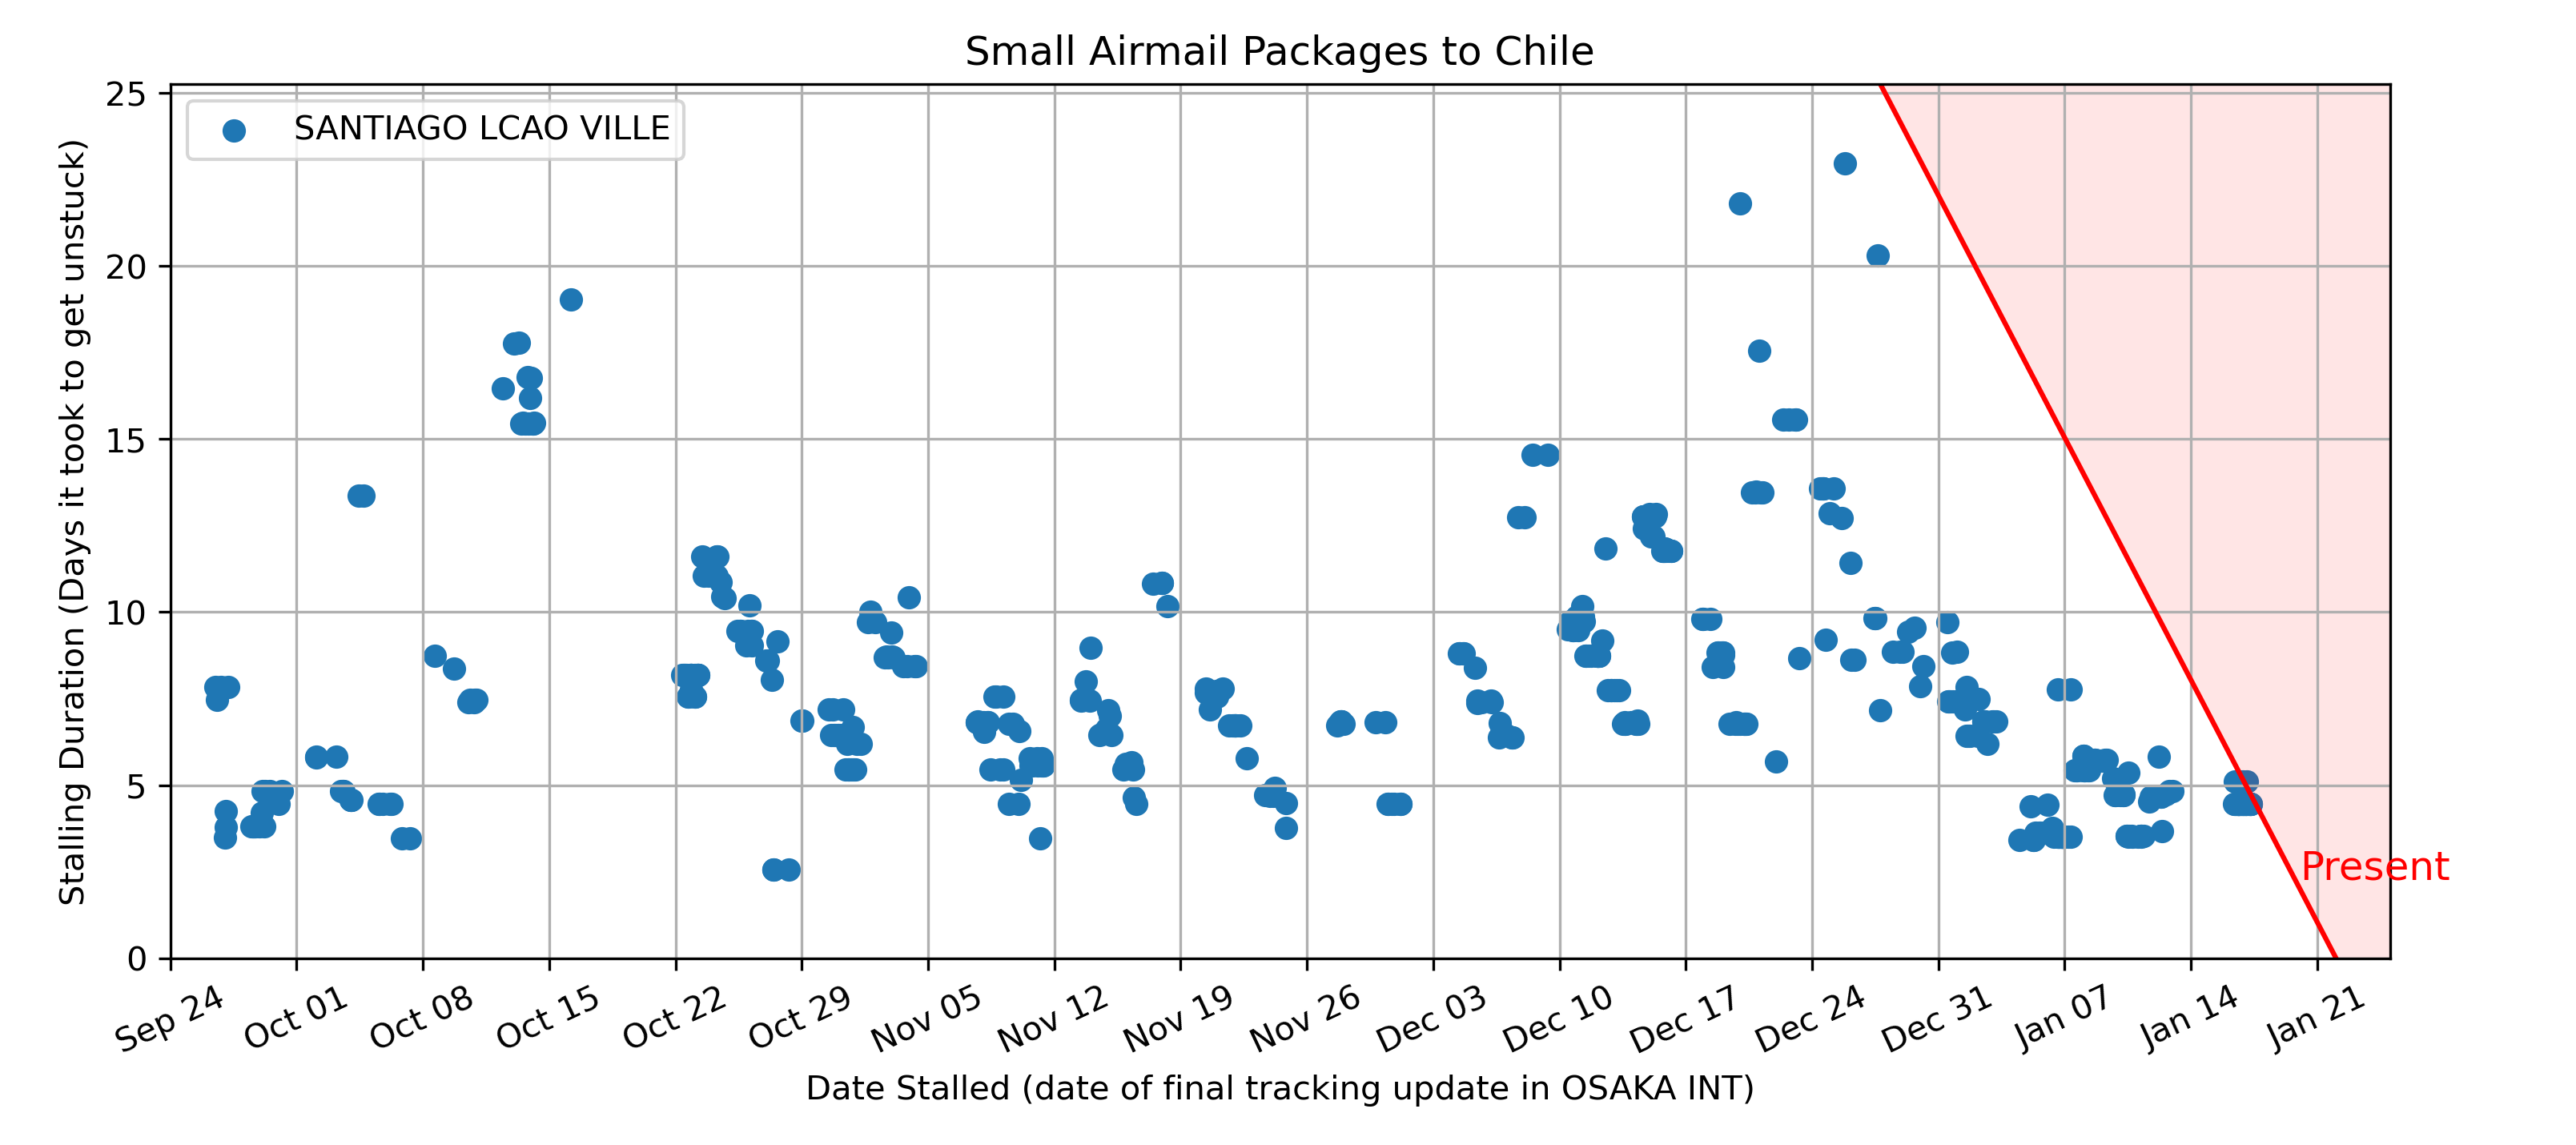 Small Airmail Packages to Chile
SANTIAGO LCAO VILLE
Stalling Duration (Days it took to get unstuck)
25
20
15
10
5
0
Present
Sep 24
Oct 01
Oct 08
Oct 15
Oct 22
Oct 29
Nov 05
Nov 12
Nov 19
Nov 26
Dec 03
Dec 10
Dec 17
Dec 24
Dec 31
Jan 07
Jan 14
Jan 21
Date Stalled (date of final tracking update in OSAKA INT)